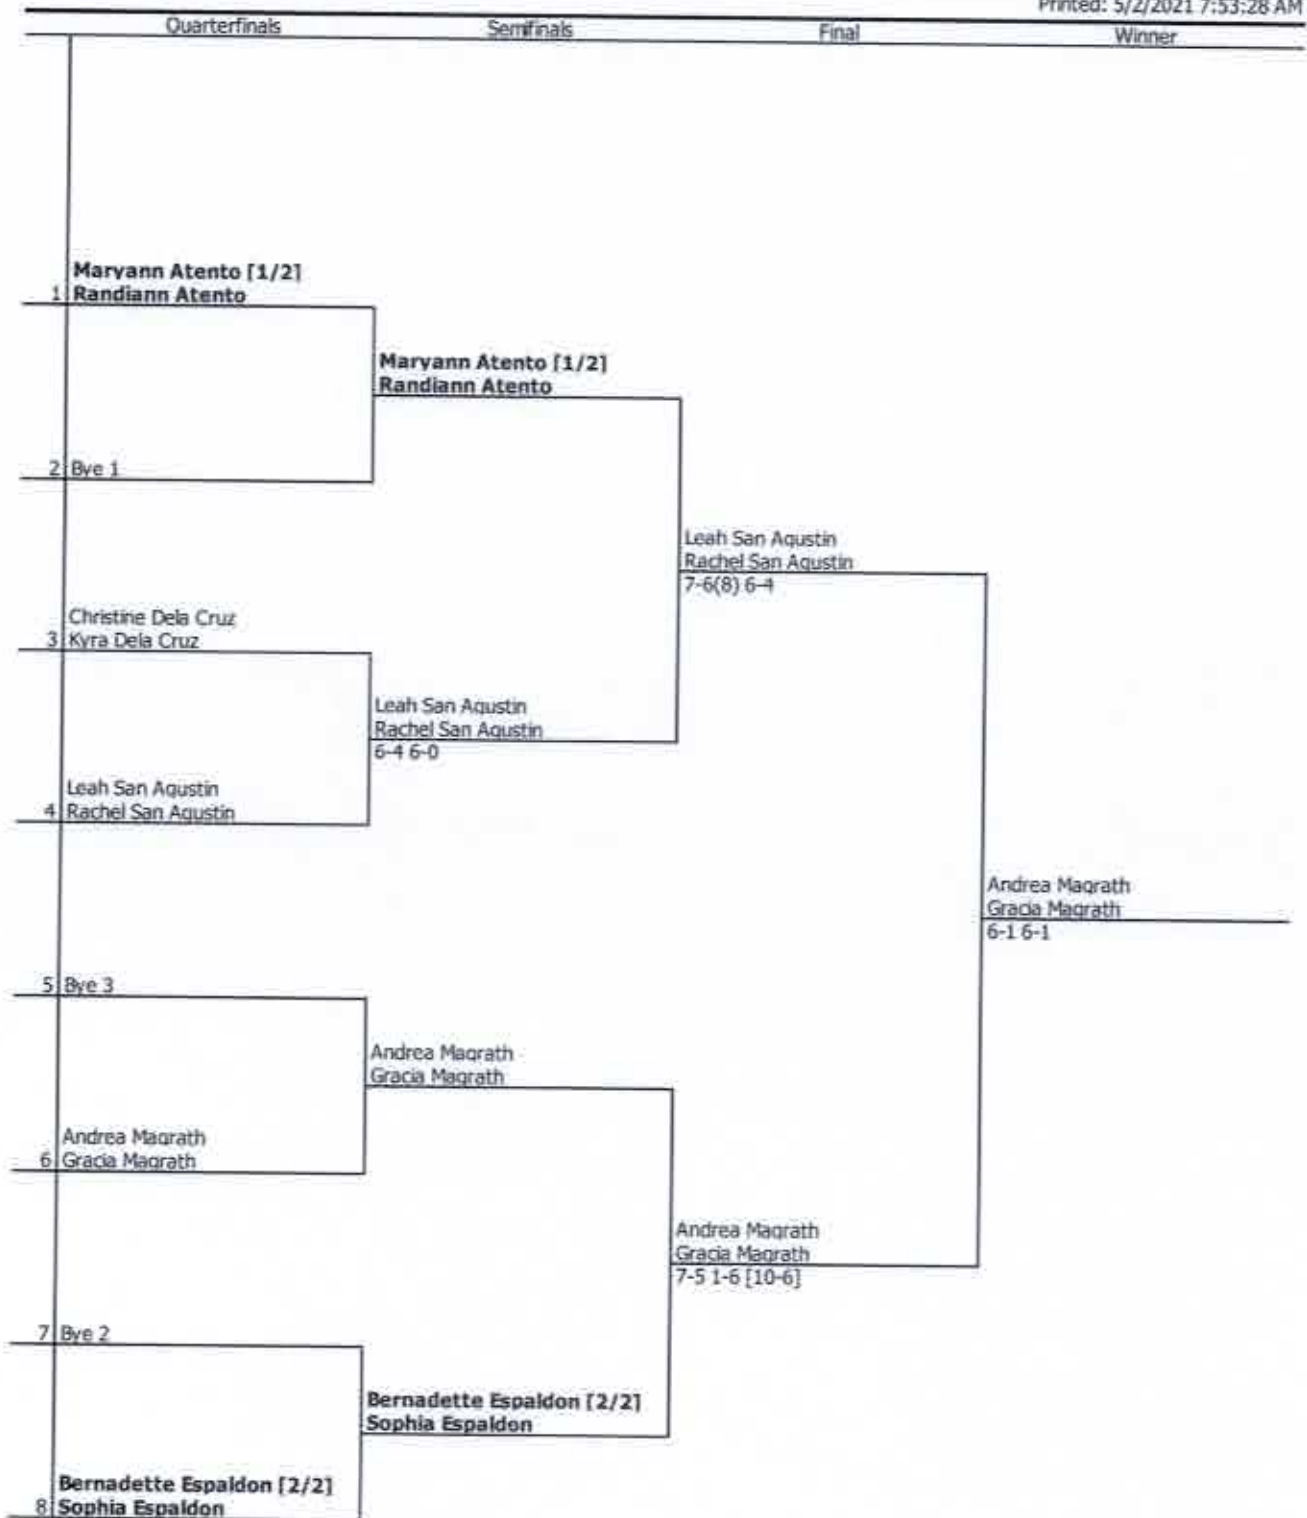 Printed: 5/2/2021 7:53:28 AM
Quarterfinals Semifinals Final Winner
Maryann Atento [1/2]
1 Randiann Atento
Maryann Atento [1/2]
Randiann Atento
2 Bye 1
Leah San Agustin
Rachel San Agustin
7-6(8) 6-4
Christine Dela Cruz
3 Kyra Dela Cruz
Leah San Agustin
Rachel San Agustin
6-4 6-0
Leah San Agustin
4 Rachel San Agustin
Andrea Magrath
Gracia Magrath
6-1 6-1
5 Bye 3
Andrea Magrath
Gracia Magrath
Andrea Magrath
6 Gracia Magrath
Andrea Magrath
Gracia Magrath
7-5 1-6 [10-6]
7 Bye 2
Bernadette Espaldon [2/2]
Sophia Espaldon
Bernadette Espaldon [2/2]
8 Sophia Espaldon